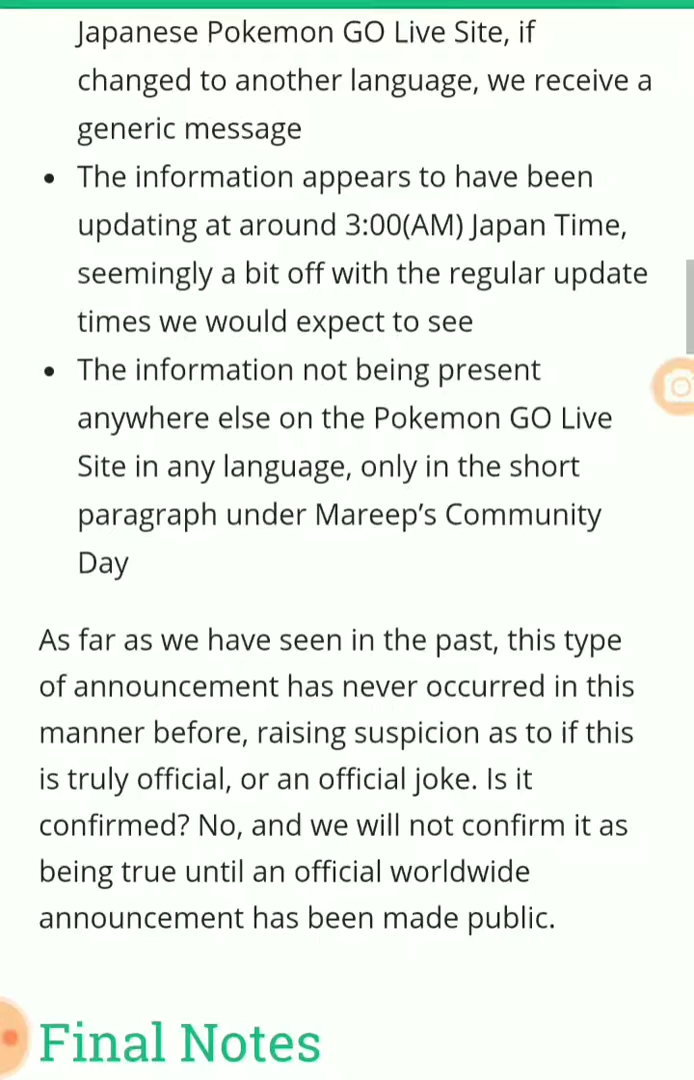 Japanese Pokemon GO Live Site, if
changed to another language, we receive a
generic message
• The information appears to have been
updating at around 3:00(AM) Japan Time,
seemingly a bit off with the regular update
times we would expect to see
• The information not being present
anywhere else on the Pokemon GO Live
Site in any language, only in the short
paragraph under Mareep’s Community
Day
As far as we have seen in the past, this type
of announcement has never occurred in this
manner before, raising suspicion as to if this
is truly official, or an official joke. Is it
confirmed? No, and we will not confirm it as
being true until an official worldwide
announcement has been made public.
Final Notes